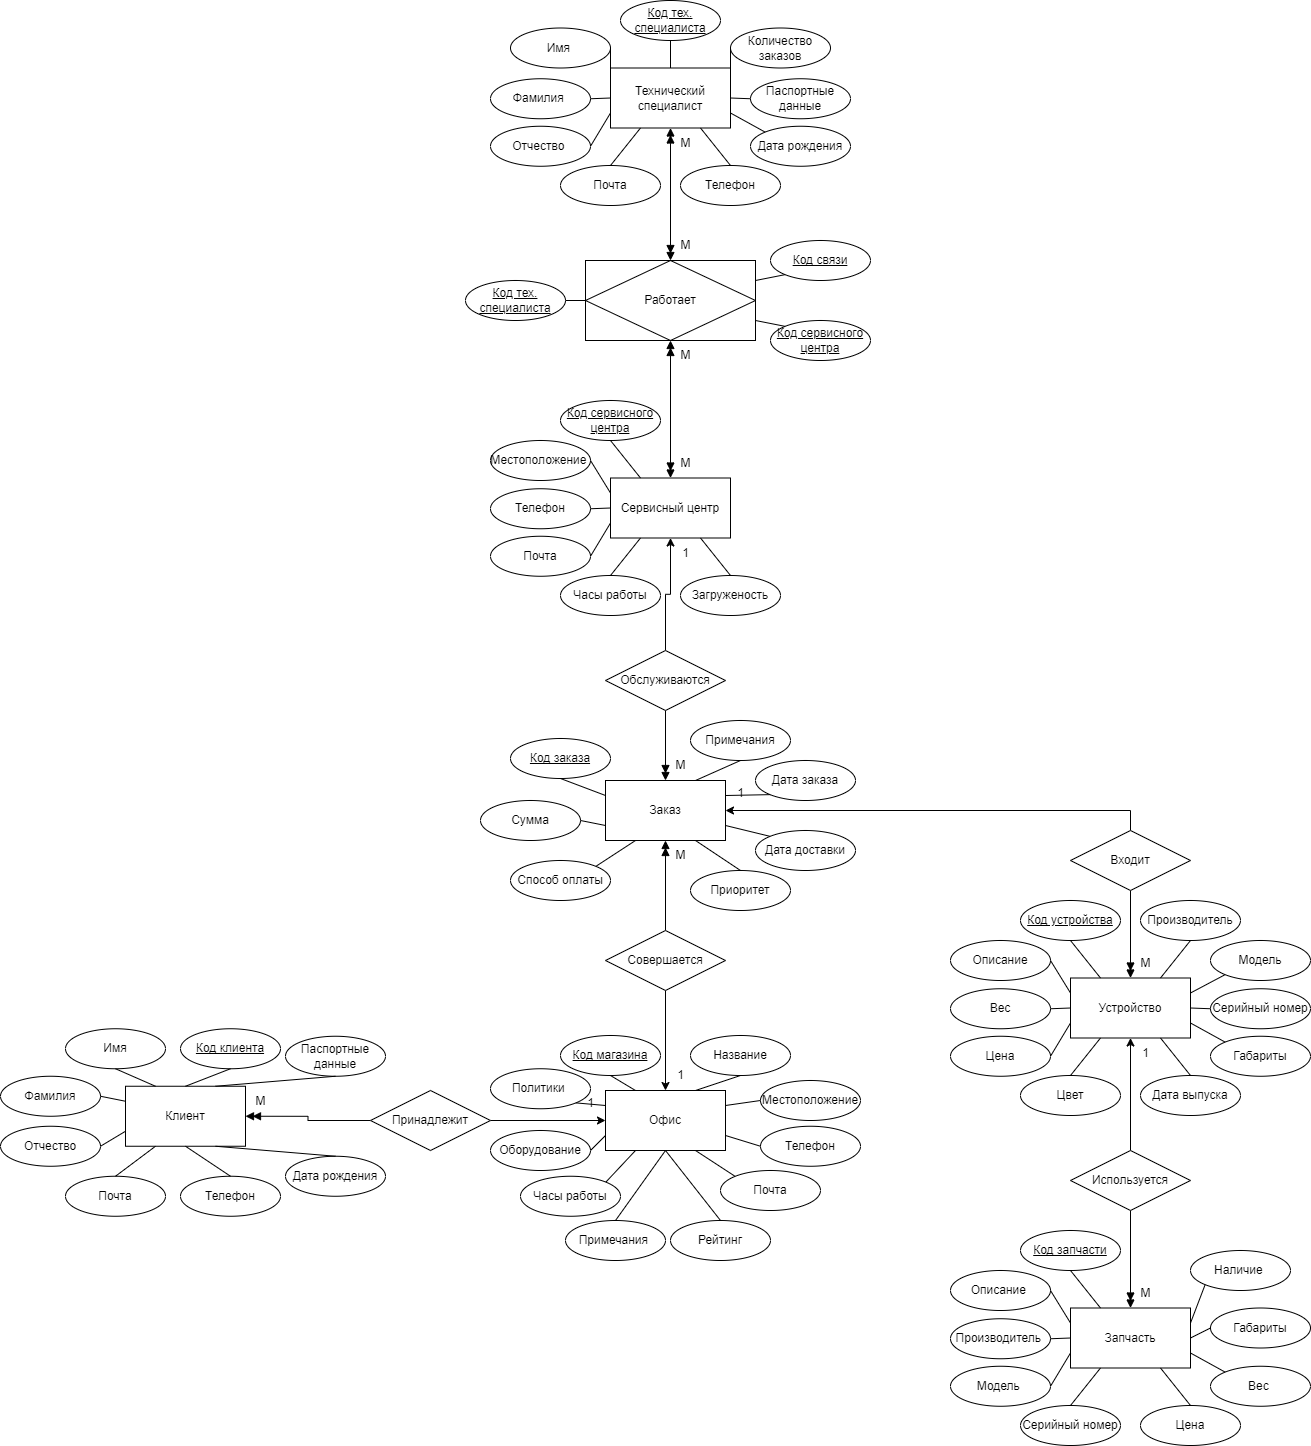 Код тех.
специалиста
Имя
Количество
заказов
Технический
специалист
Фамилия
Паспортные
данные
Отчество
Дата рождения
М
Почта
Телефон
М
Код связи
Код тех.
специалиста
Работает
Код сервисного
центра
М
Код сервисного
центра
Местоположение
М
Телефон
Сервисный центр
Почта
1
Часы работы
Загруженость
Обслуживаются
Примечания
Код заказа
М
Дата заказа
1
Сумма
Заказ
Дата доставки
М
Способ оплаты
Приоритет
Входит
Совершается
Код устройства
Производитель
Описание
М
Модель
Вес
Устройство
Серийный номер
Цена
1
Габариты
Цвет
Дата выпуска
Имя
Код клиента
Паспортные
данные
Код магазина
Название
1
Политики
Фамилия
М
1
Местоположение
Клиент
Принадлежит
Офис
Отчество
Оборудование
Телефон
Дата рождения
Почта
Телефон
Часы работы
Почта
Примечания
Рейтинг
Используется
Код запчасти
Наличие
Описание
М
Производитель
Запчасть
Габариты
Модель
Вес
Серийный номер
Цена